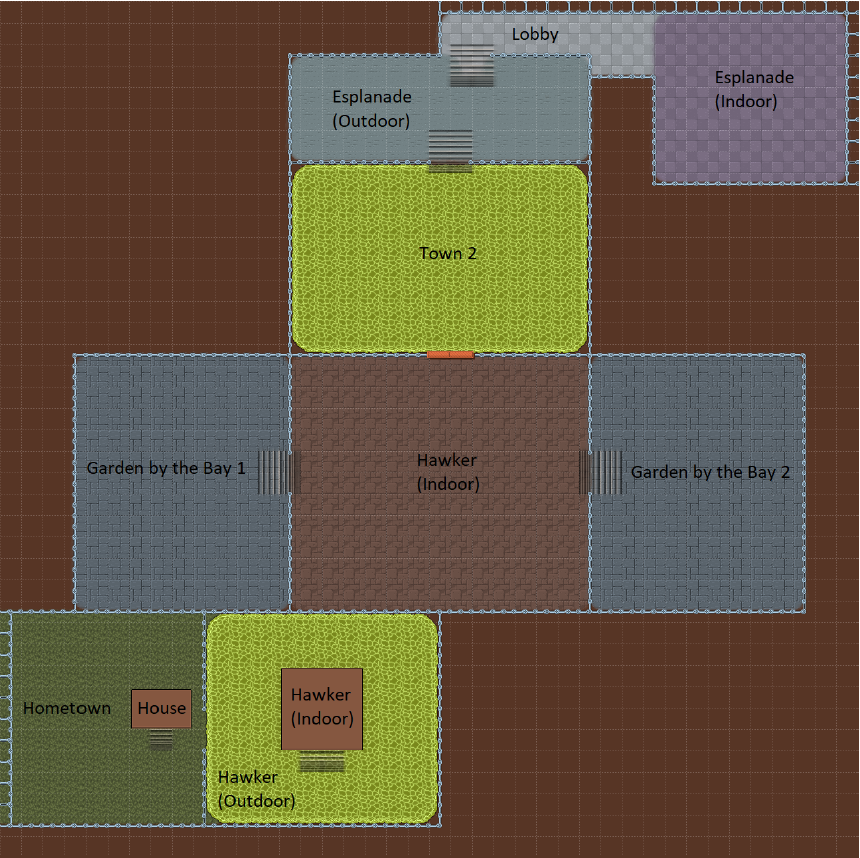 Lobby
Esplanade
(Indoor)
Esplanade
(Outdoor)
Town 2
Garden by the Bay 1
Hawker
(Indoor)
Garden by the Bay 2
Hometown
House
Hawker
(Indoor)
Hawker
(Outdoor)